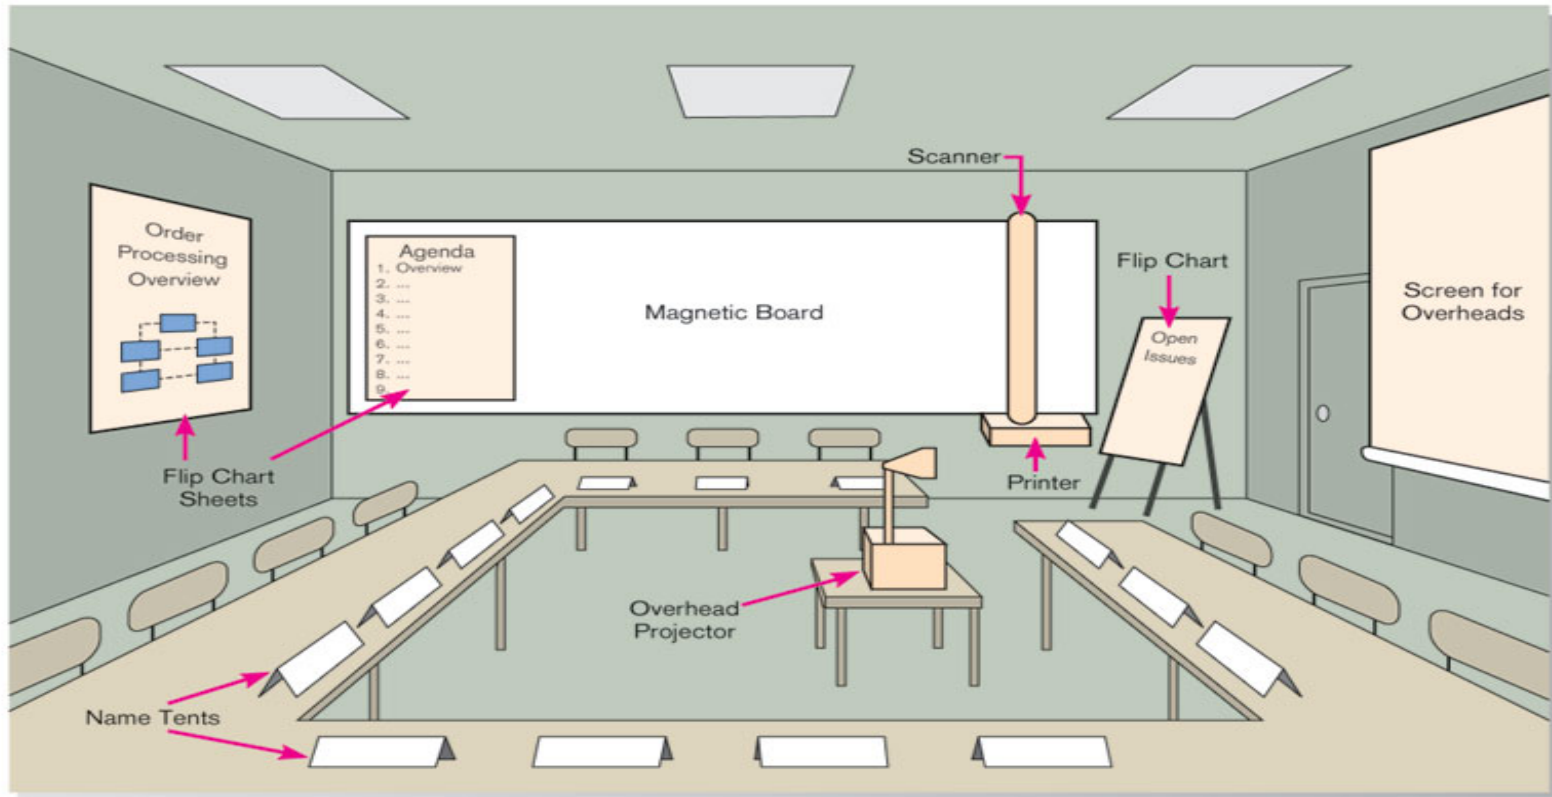 Scanner
Order
Processing
Overview
Agenda
1. Overview
2. ...
3. ...
4. ...
5. ...
6. ...
7. ...
8. ...
9.
Magnetic Board
Flip Chart
Open
Issues
Screen for
Overheads
Flip Chart
Sheets
Printer
Overhead
Projector
Name Tents